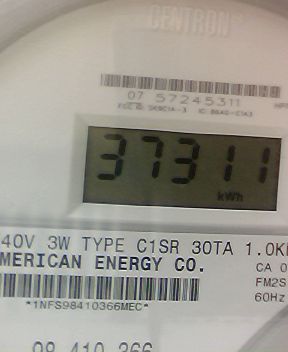 CENTRON®
07 57245311
37311
kWh
40V 3W TYPE C1SR 30TA 1.0K
MERICAN ENERGY CO.
CA 0
FM2S
60Hz
*1NFS98410366MEC*
98 410 366